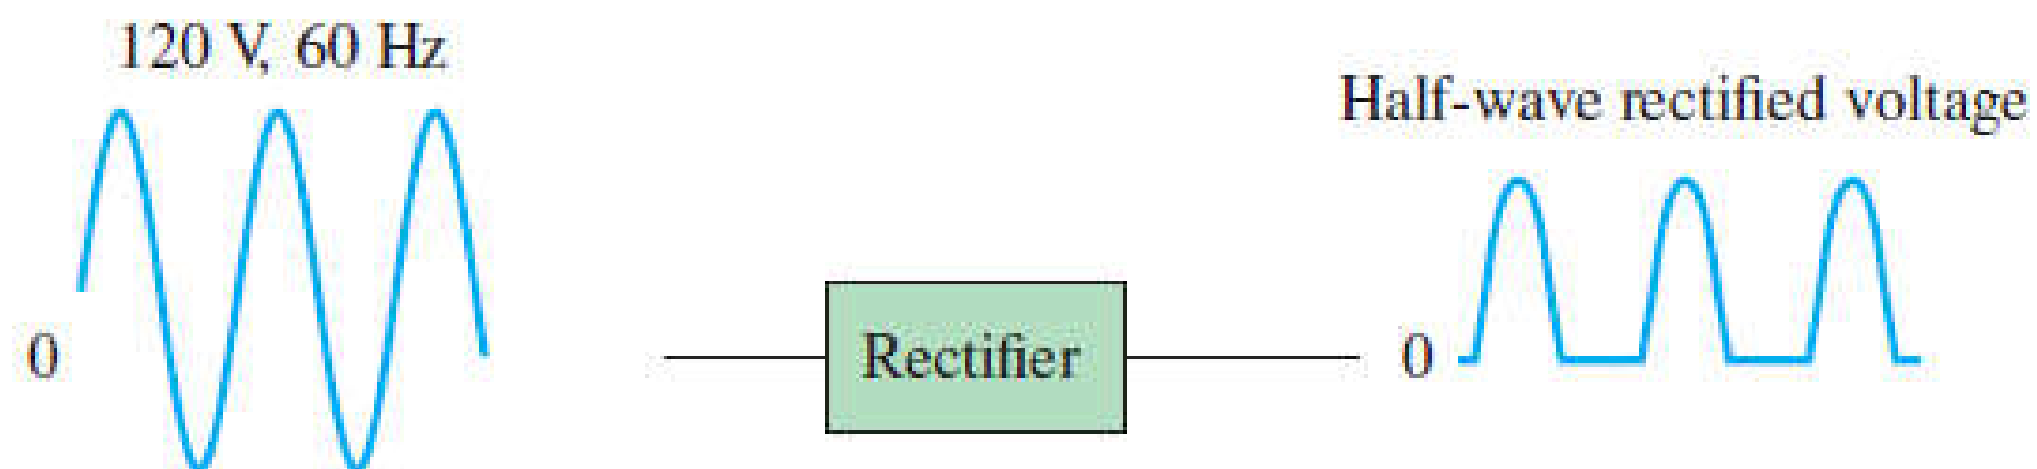 120 V, 60 Hz
Half-wave rectified voltage
0
Rectifier
0